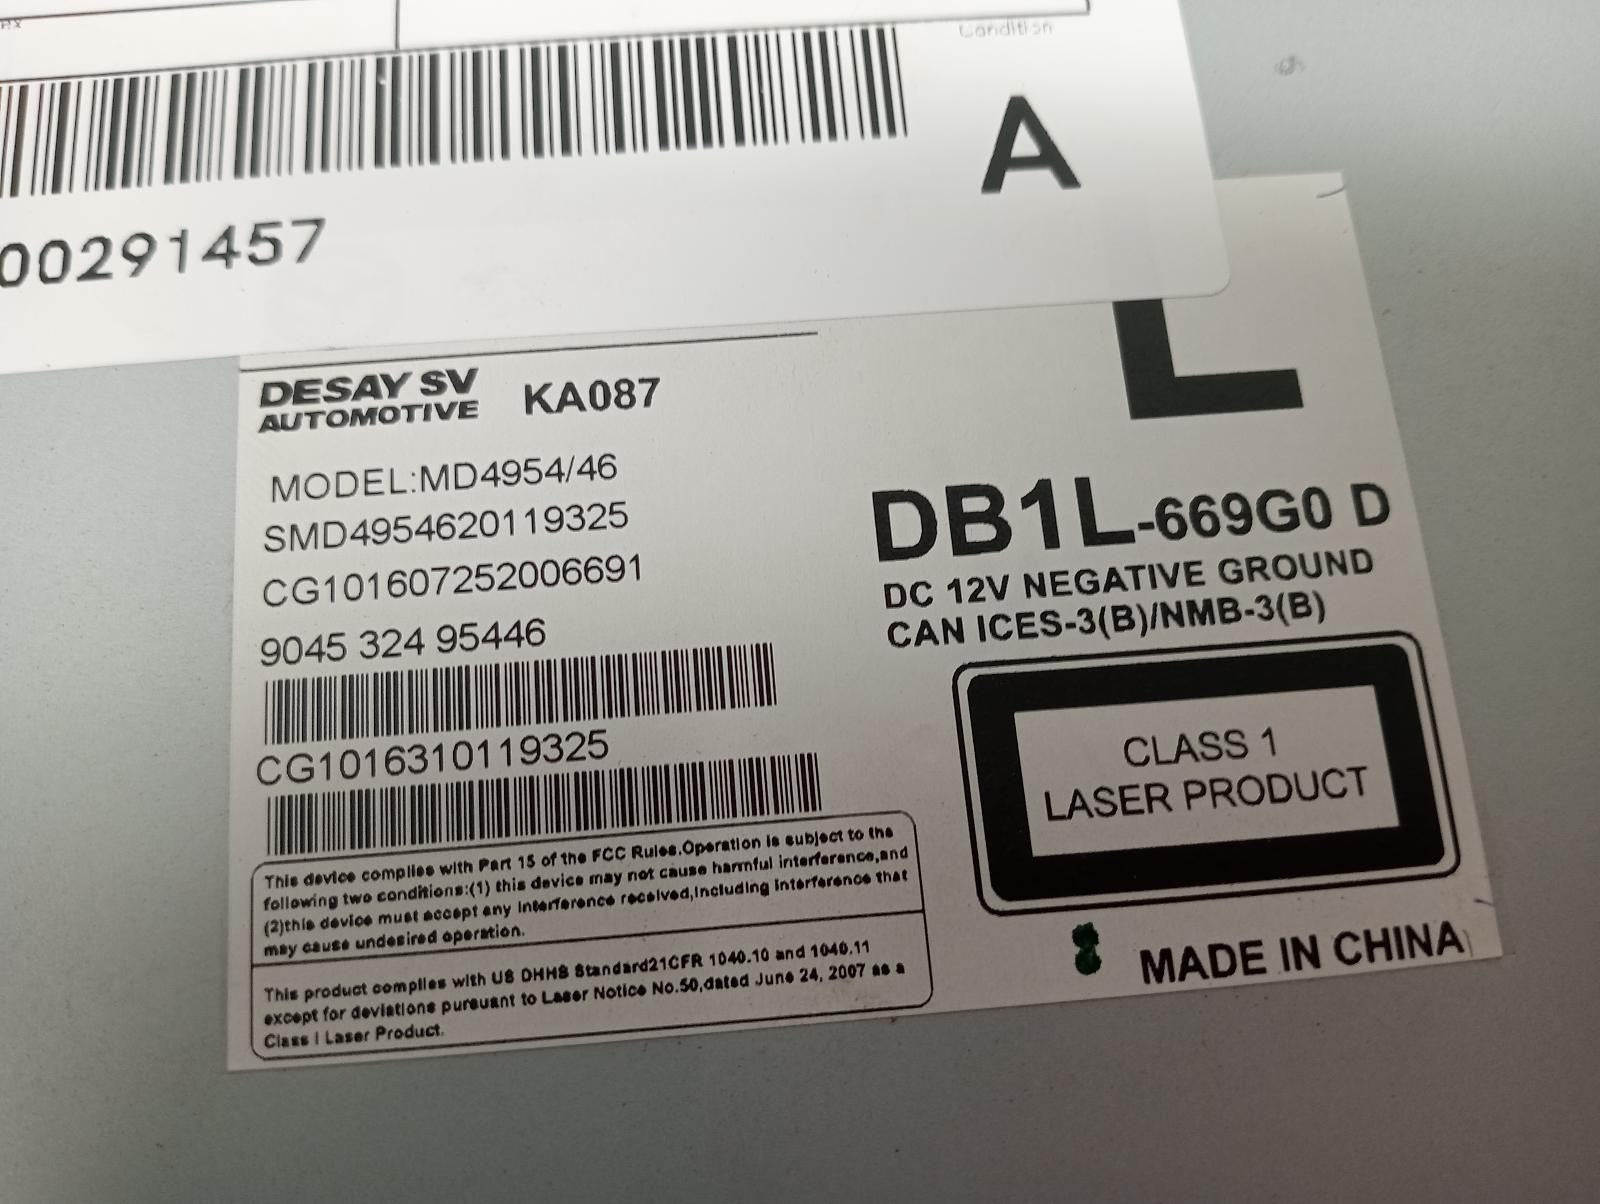 Condition
A
00291457
L
DESAY SV
AUTOMOTIVE
KA087
MODEL:MD4954/46
SMD4954620119325
CG101607252006691
9045 324 95446
CG1016310119325
DB1L-669G0 D
DC 12V NEGATIVE GROUND
CAN ICES-3(B)/NMB-3(B)
CLASS 1
LASER PRODUCT
This device complies with Part 15 of the FCC Rules.Operation is subject to the
following two conditions:(1) this device may not cause harmful interference,and
(2)this device must accept any interference received,including interference that
may cause undesired operation.
This product complies with US DHHS Standard21CFR 1040.10 and 1040.11
except for deviations pursuant to Laser Notice No.50,dated June 24, 2007 as a
Class I Laser Product.
MADE IN CHINA